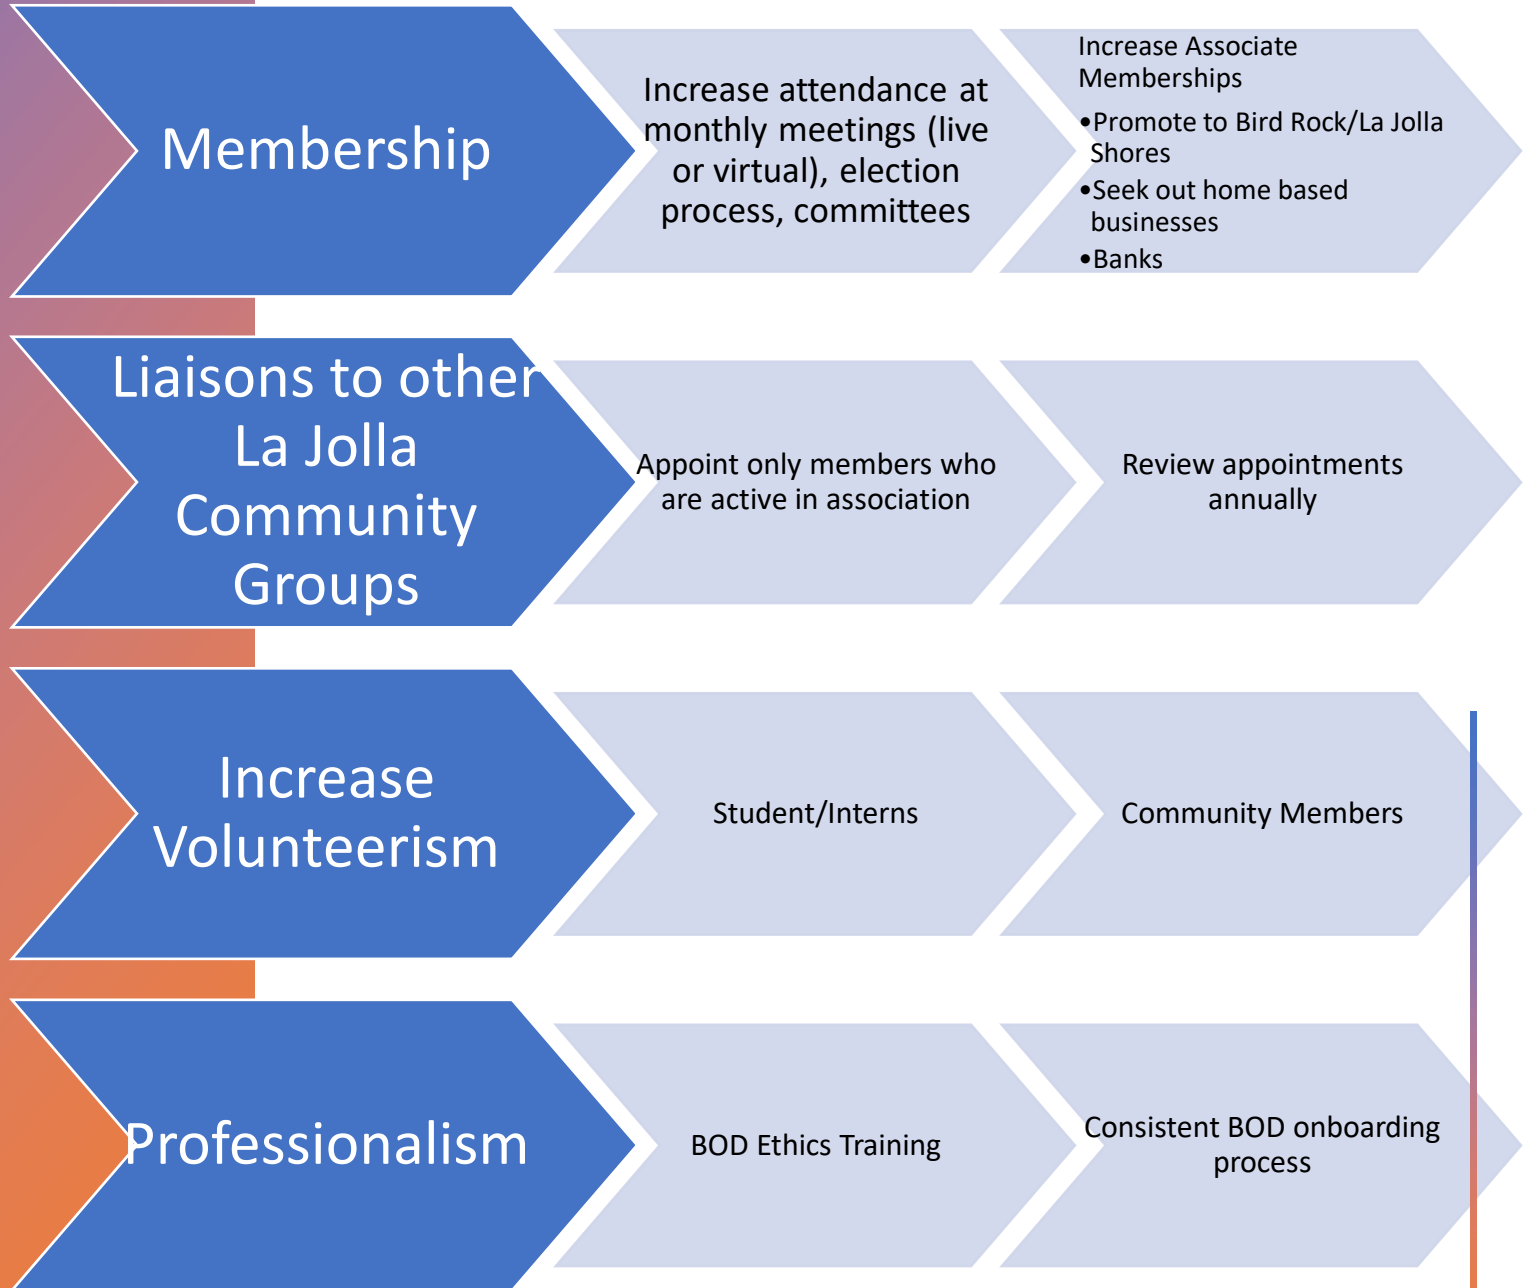 Membership
Increase attendance at
monthly meetings (live
or virtual), election
process, committees
Increase Associate
Memberships
•Promote to Bird Rock/La Jolla
Shores
•Seek out home based
businesses
•Banks
Liaisons to other
La Jolla
Community
Groups
Appoint only members who
are active in association
Review appointments
annually
Increase
Volunteerism
Student/Interns
Community Members
Professionalism
BOD Ethics Training
Consistent BOD onboarding
process